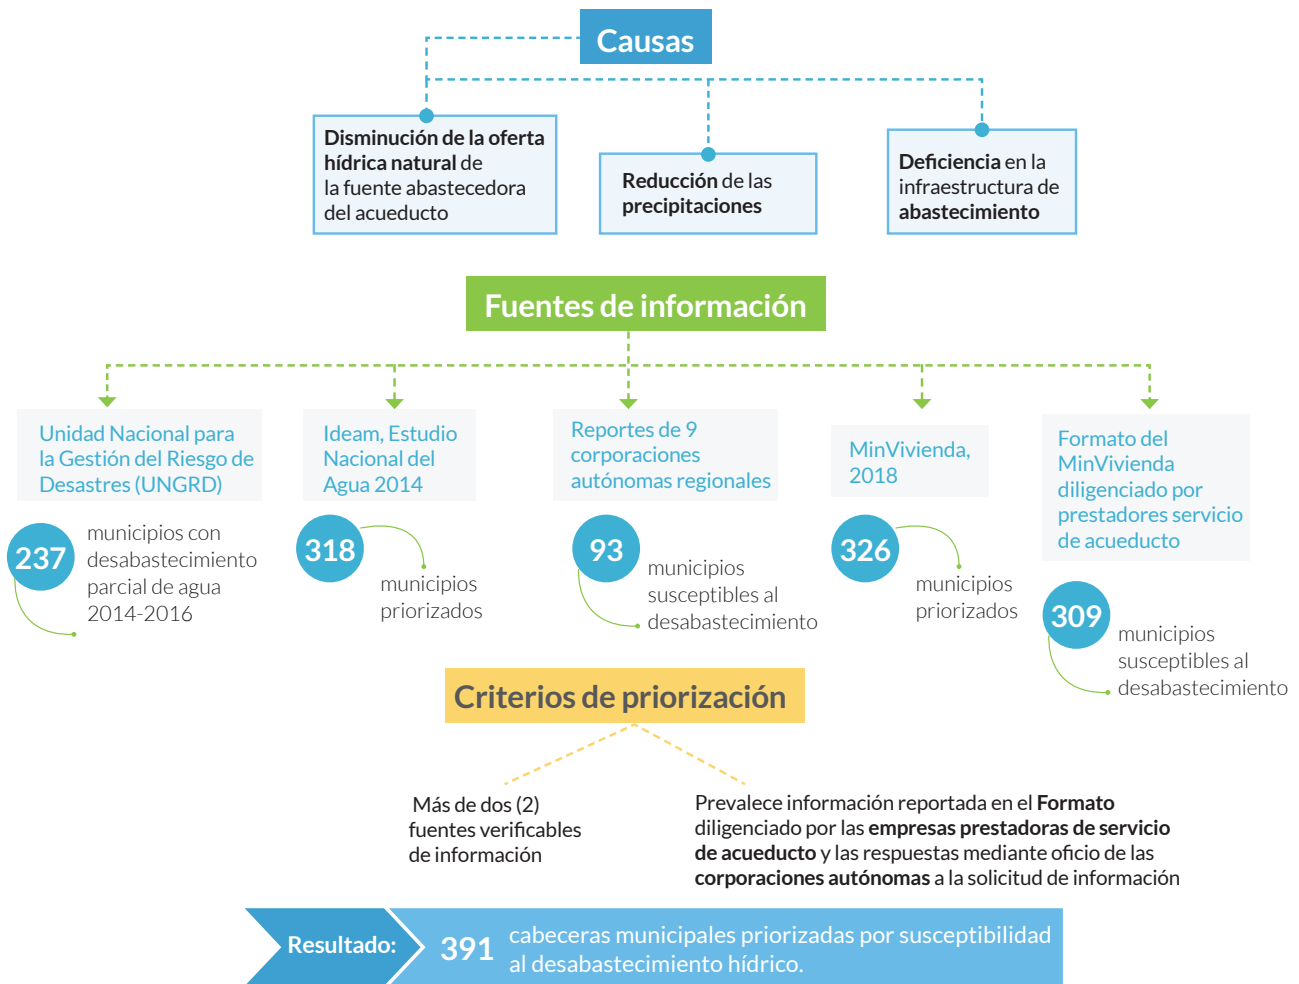 Causas
Disminución de la oferta
hídrica natural de
la fuente abastecedora
del acueducto
Reducción de las
precipitaciones
Deficiencia en la
infraestructura de
abastecimiento
Fuentes de información
Unidad Nacional para
la Gestión del Riesgo de
Desastres (UNGRD)
237
municipios con
desabastecimiento
parcial de agua
2014-2016
Ideam, Estudio
Nacional del
Agua 2014
318
municipios
priorizados
Reportes de 9
corporaciones
autónomas regionales
93
municipios
susceptibles al
desabastecimiento
MinVivienda,
2018
326
municipios
priorizados
Formato del
MinVivienda
diligenciado por
prestadores servicio
de acueducto
309
municipios
susceptibles al
desabastecimiento
Criterios de priorización
Más de dos (2)
fuentes verificables
de información
Prevalece información reportada en el Formato
diligenciado por las empresas prestadoras de servicio
de acueducto y las respuestas mediante oficio de las
corporaciones autónomas a la solicitud de información
Resultado:
391
cabeceras municipales priorizadas por susceptibilidad
al desabastecimiento hídrico.